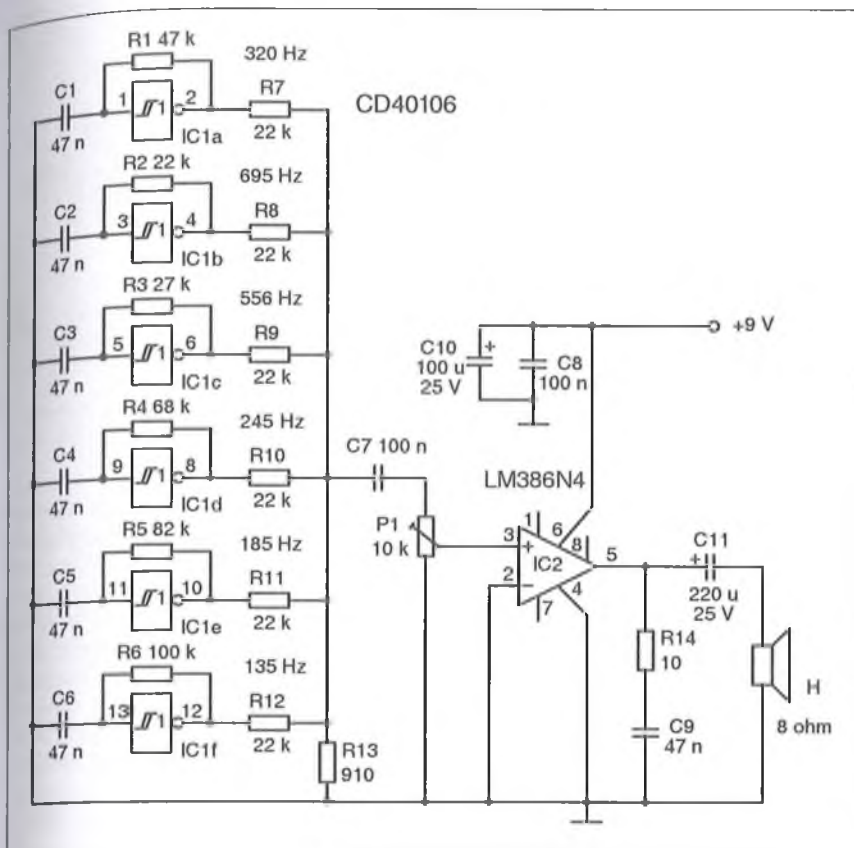 R1 47 k
320 Hz
C1
1
2
R7
CD40106
IC1a
47 n
22 k
R2 22 k
695 Hz
C2
3
4
R8
IC1b
47 n
22 k
R3 27 k
556 Hz
C3
5
6
R9
IC1c
47 n
22 k
+9 V
C10
100 u
25 V
+
C8
100 n
R4 68 k
245 Hz
C4
9
8
R10
IC1d
47 n
22 k
C7 100 n
LM386N4
P1
10 k
1
6
8
3
+
IC2
5
2
−
4
7
+
C11
220 u
25 V
R5 82 k
185 Hz
C5
11
10
R11
IC1e
47 n
22 k
R14
10
H
8 ohm
R6 100 k
135 Hz
C6
13
12
R12
IC1f
47 n
22 k
C9
47 n
R13
910